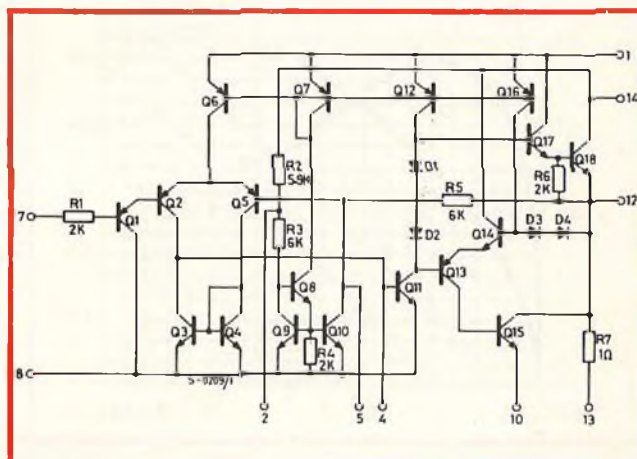 1
14
Q6
Q7
Q12
Q16
Q17
Q18
R2
5.9K
D1
R6
2K
R1
2K
Q1
Q2
Q5
R5
6K
12
7
R3
6K
D2
Q14
D3
D4
Q8
Q11
Q13
Q3
Q4
Q9
Q10
R4
2K
Q15
R7
1Ω
8
S-0209/1
2
5
4
10
13